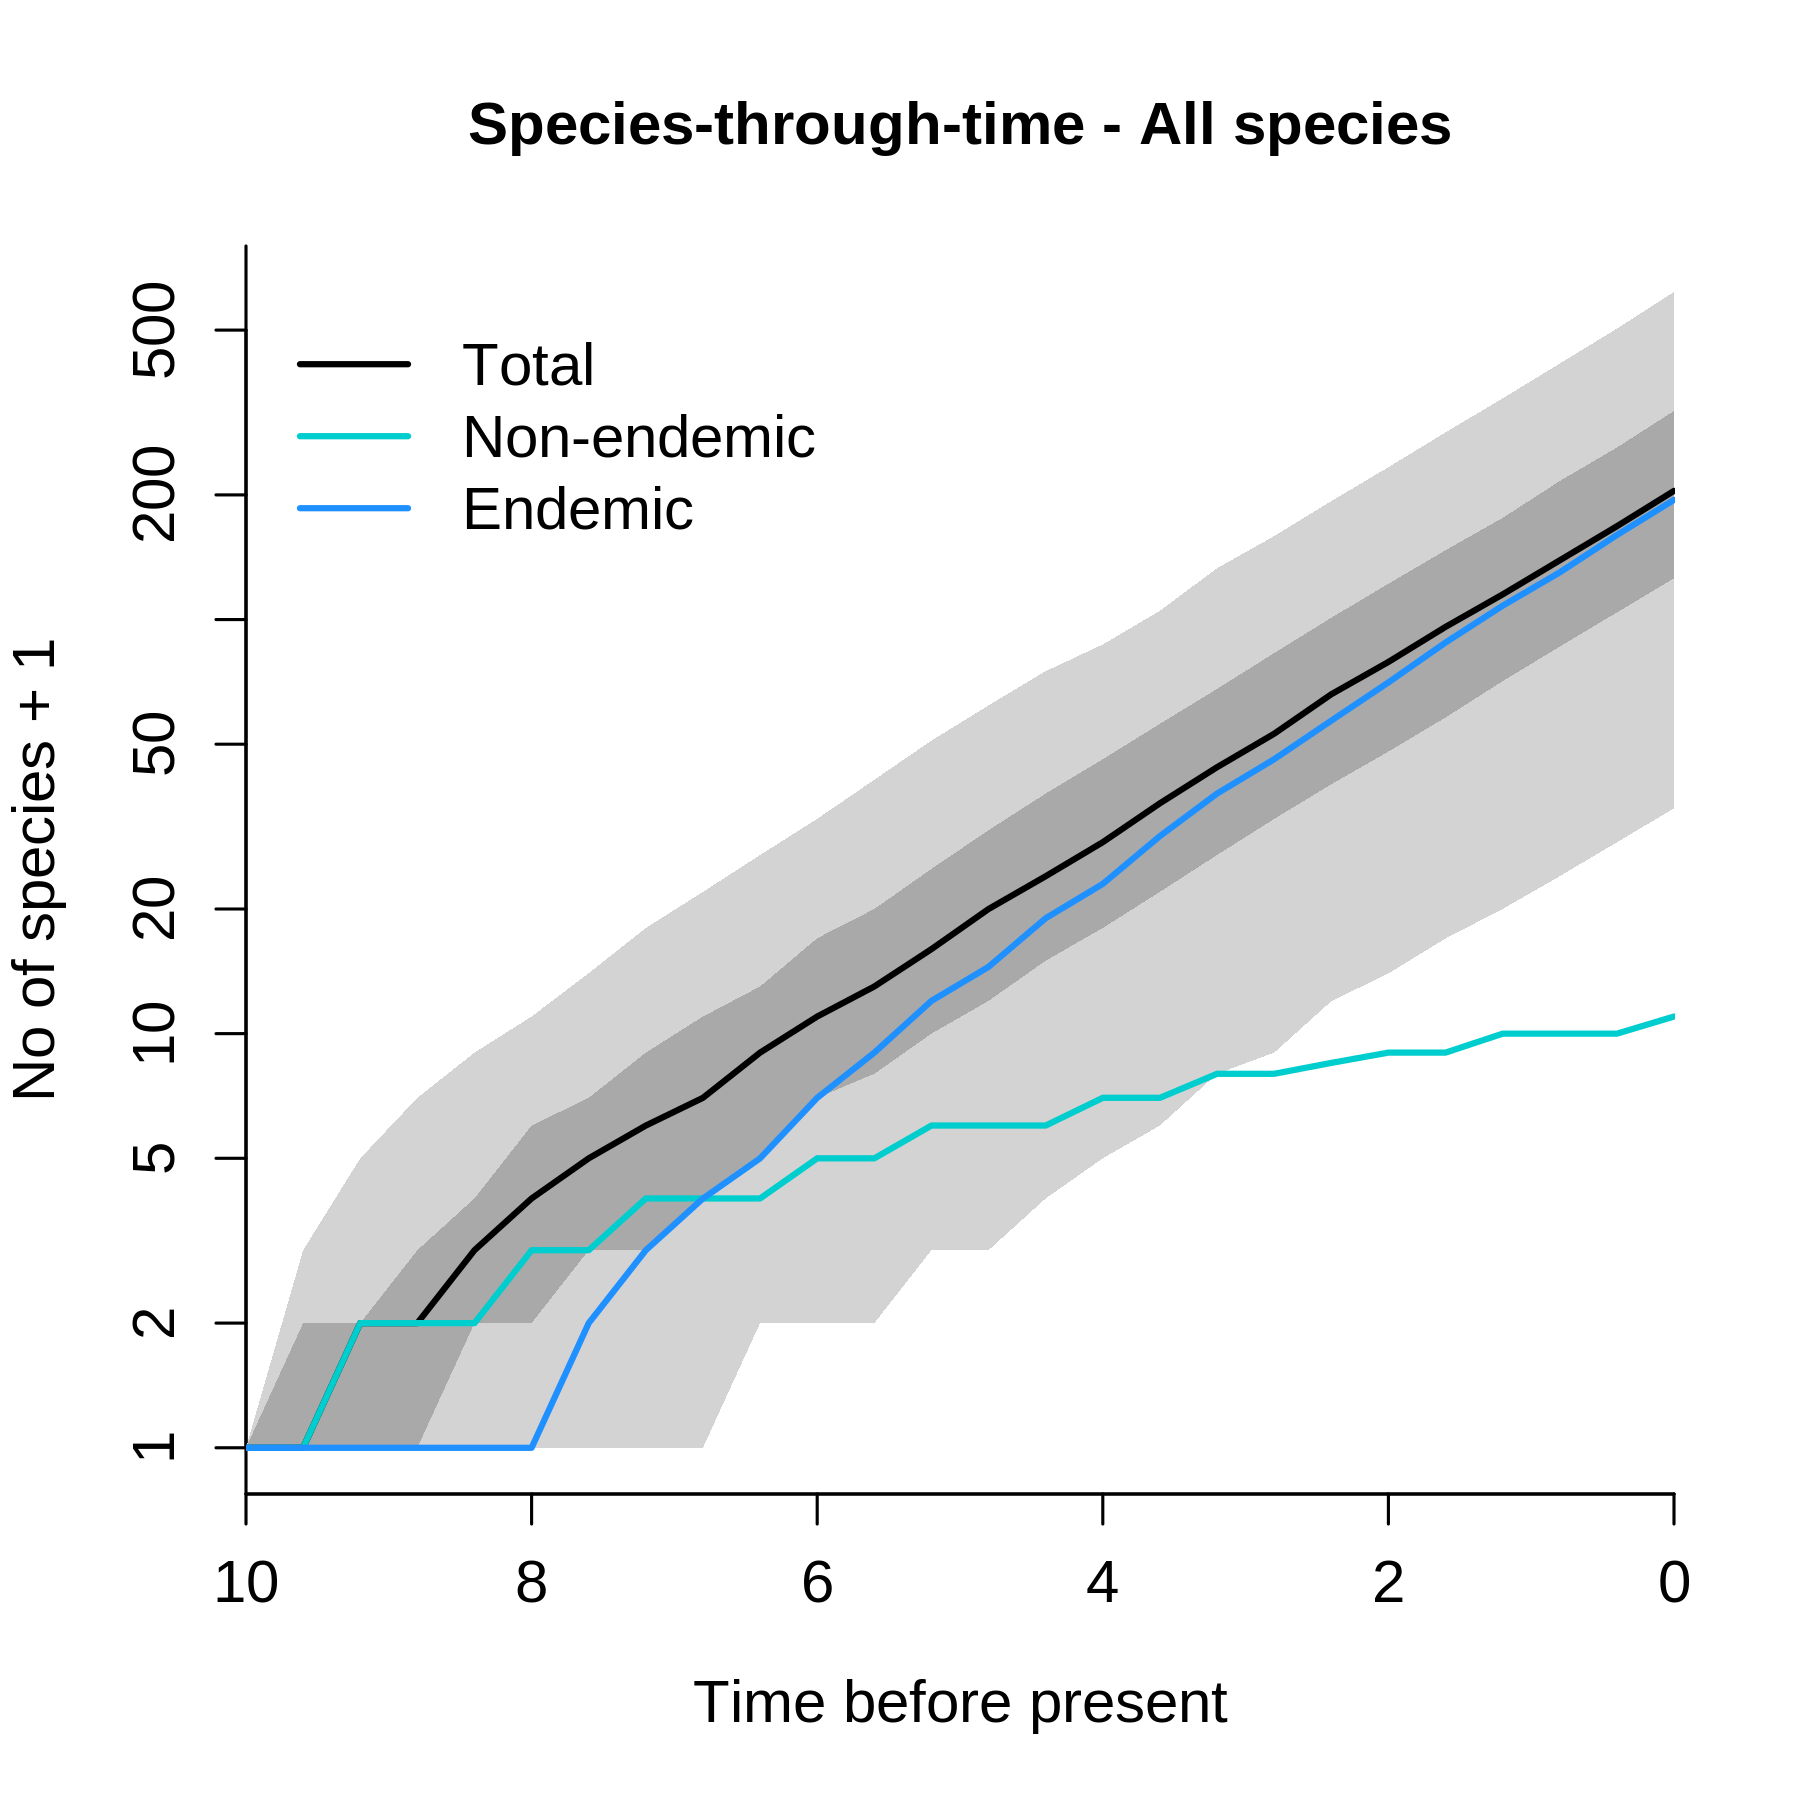 Species-through-time - All species
Total
Non-endemic
Endemic
No of species + 1
500
200
50
20
10
5
2
1
10 8 6 4 2 0
Time before present